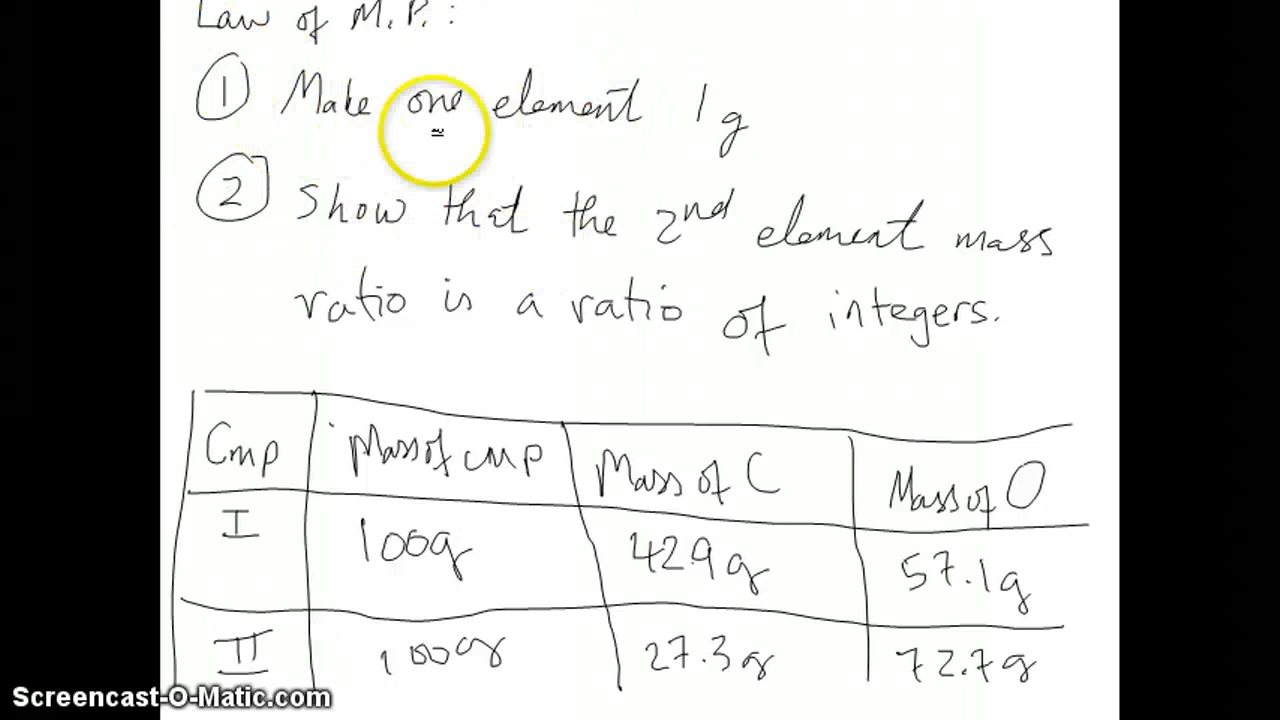 Law of M.P.:
① Make one element 1g
② Show that the 2nd element mass
ratio is a ratio of integers.
Cmp Mass of cmp Mass of C Mass of O
I 100g 42.9g 57.1g
II 100g 27.3g 72.7g
Screencast-O-Matic.com